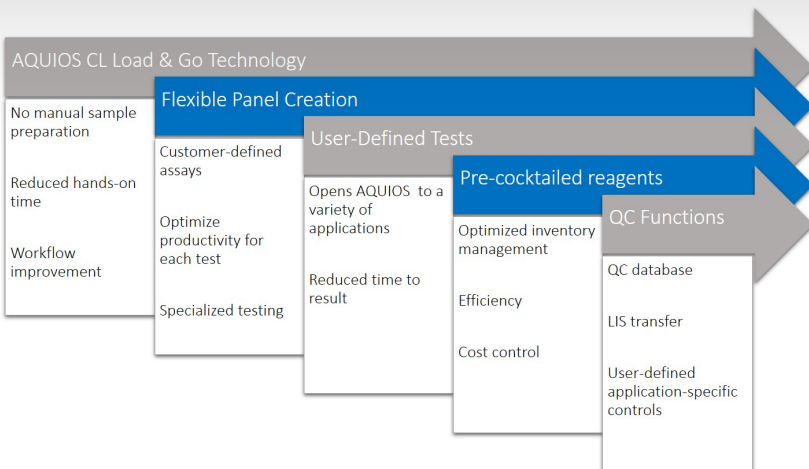 AQUIOS CL Load & Go Technology
No manual sample
preparation
Reduced hands-on
time
Workflow
improvement
Flexible Panel Creation
Customer-defined
assays
Optimize
productivity for
each test
Specialized testing
User-Defined Tests
Opens AQUIOS to a
variety of
applications
Reduced time to
result
Pre-cocktailed reagents
Optimized inventory
management
Efficiency
Cost control
QC Functions
QC database
LIS transfer
User-defined
application-specific
controls